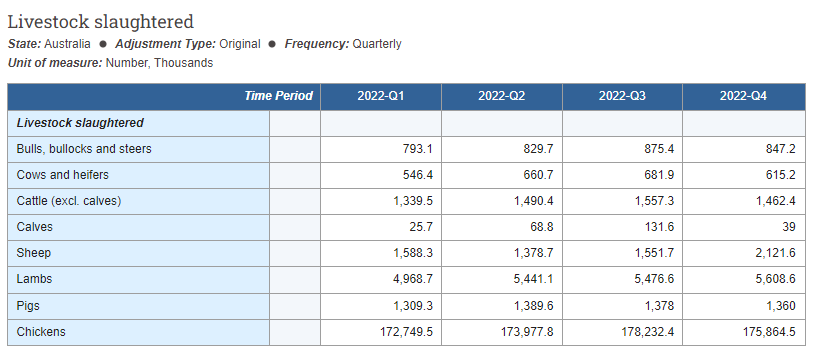 Livestock slaughtered
State: Australia ● Adjustment Type: Original ● Frequency: Quarterly
Unit of measure: Number, Thousands
Time Period 2022-Q1 2022-Q2 2022-Q3 2022-Q4
Livestock slaughtered
Bulls, bullocks and steers 793.1 829.7 875.4 847.2
Cows and heifers 546.4 660.7 681.9 615.2
Cattle (excl. calves) 1,339.5 1,490.4 1,557.3 1,462.4
Calves 25.7 68.8 131.6 39
Sheep 1,588.3 1,378.7 1,551.7 2,121.6
Lambs 4,968.7 5,441.1 5,476.6 5,608.6
Pigs 1,309.3 1,389.6 1,378 1,360
Chickens 172,749.5 173,977.8 178,232.4 175,864.5